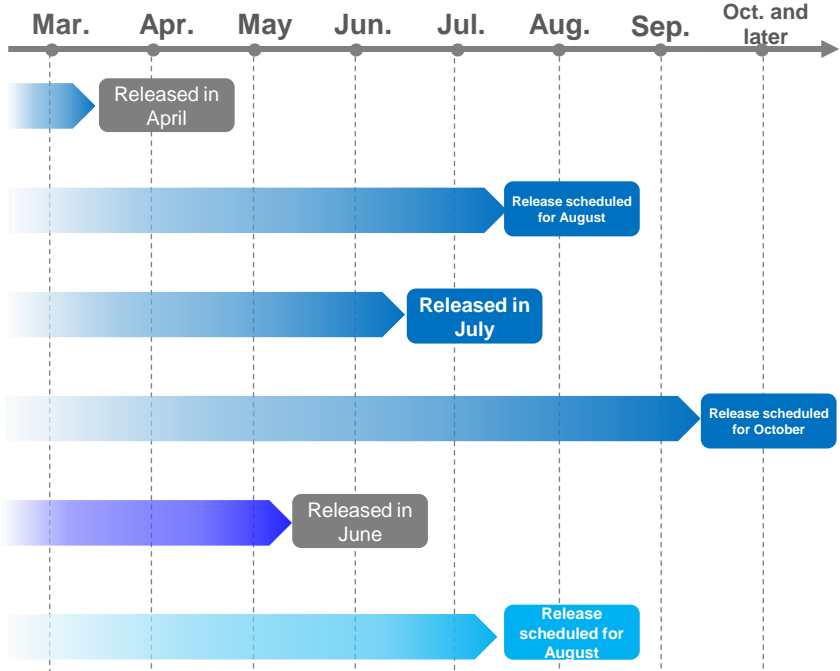 Mar. Apr. May Jun. Jul. Aug. Sep. Oct. and
later
Released in
April
Release scheduled
for August
Released in
July
Release scheduled
for October
Released in
June
Release
scheduled for
August